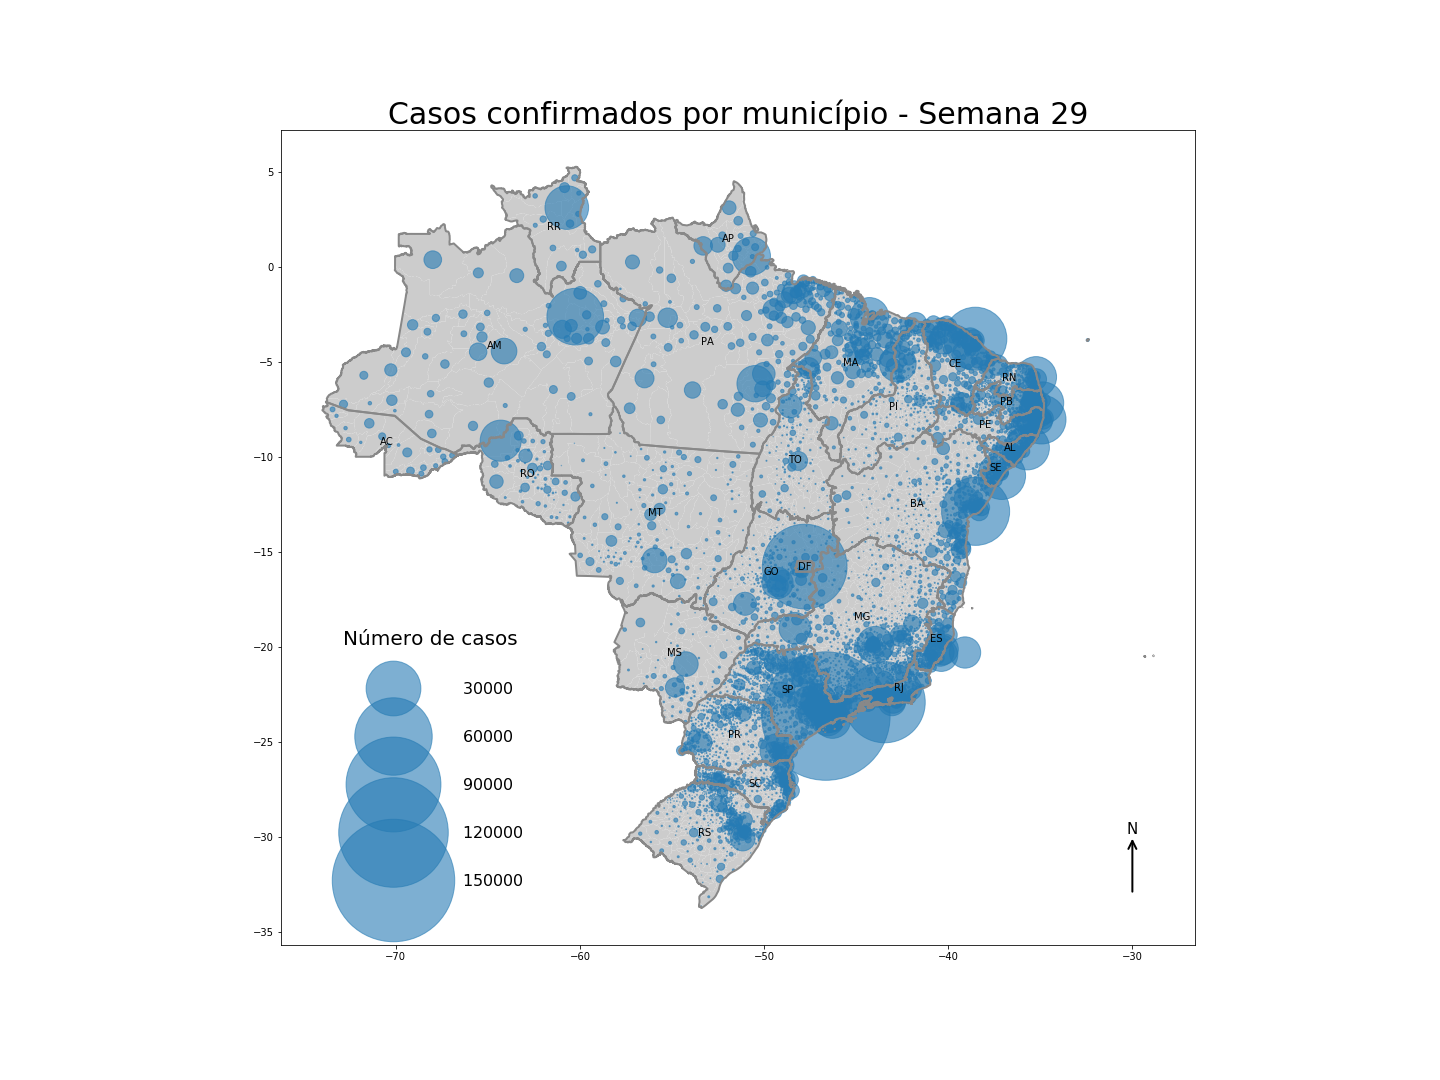 Casos confirmados por município - Semana 29
5
0
−5
−10
−15
−20
−25
−30
−35
−70
−60
−50
−40
−30
RR
AP
AM
PA
MA
CE
RN
PB
PI
PE
AL
AC
TO
SE
RO
BA
MT
GO
DF
MG
ES
MS
SP
RJ
PR
SC
RS
Número de casos
30000
60000
90000
120000
150000
N